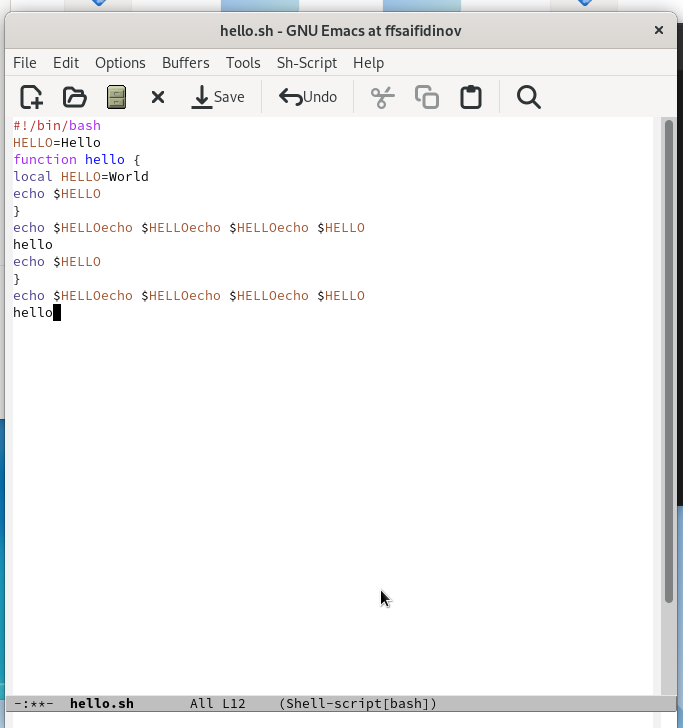 hello.sh - GNU Emacs at ffsaifidinov
File Edit Options Buffers Tools Sh-Script Help
Save Undo
#!/bin/bash
HELLO=Hello
function hello {
local HELLO=World
echo $HELLO
}
echo $HELLOecho $HELLOecho $HELLOecho $HELLO
hello
echo $HELLO
}
echo $HELLOecho $HELLOecho $HELLOecho $HELLO
hello
-:**- hello.sh All L12 (Shell-script[bash])